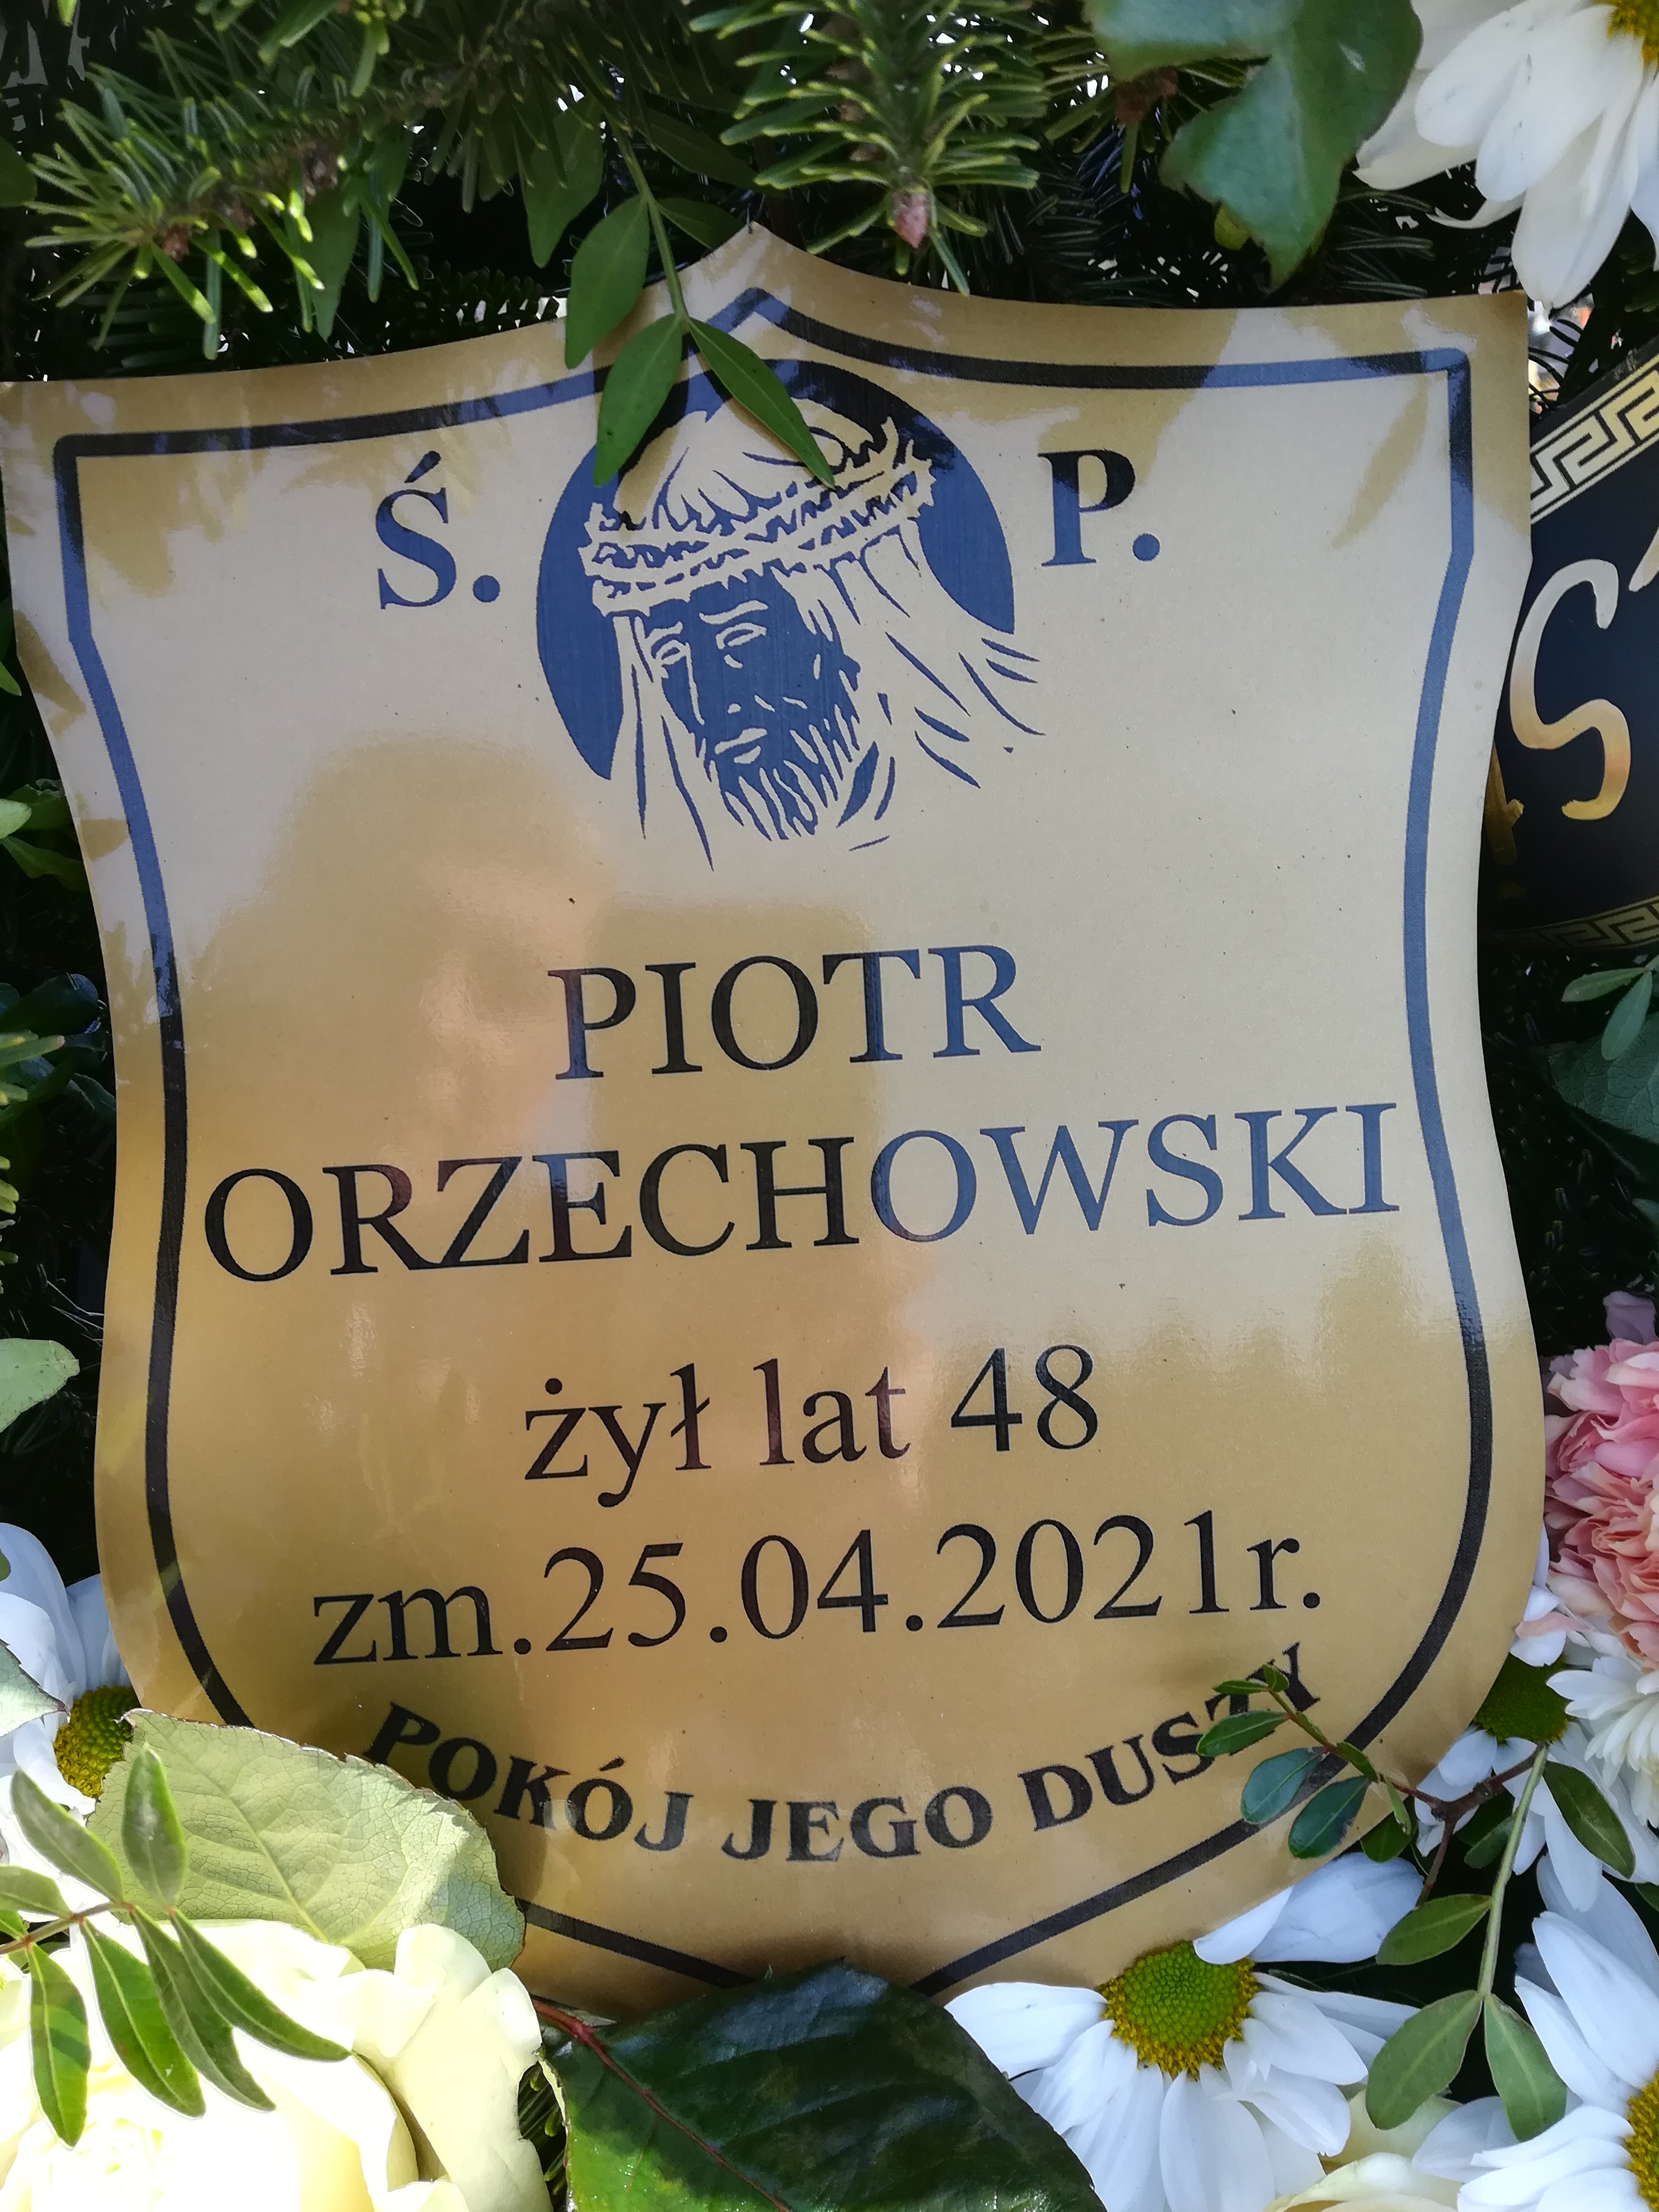 Ś. P.
PIOTR
ORZECHOWSKI
żył lat 48
zm.25.04.2021r.
POKÓJ JEGO DUSZY